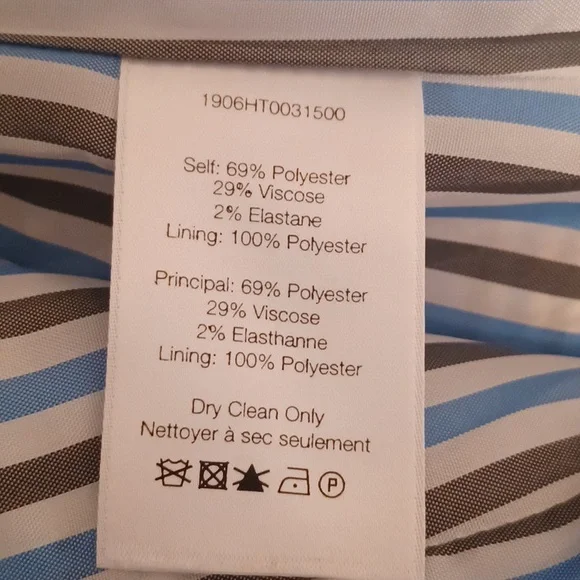 1906HT0031500
Self: 69% Polyester
29% Viscose
2% Elastane
Lining: 100% Polyester
Principal: 69% Polyester
29% Viscose
2% Elasthanne
Lining: 100% Polyester
Dry Clean Only
Nettoyer à sec seulement
P